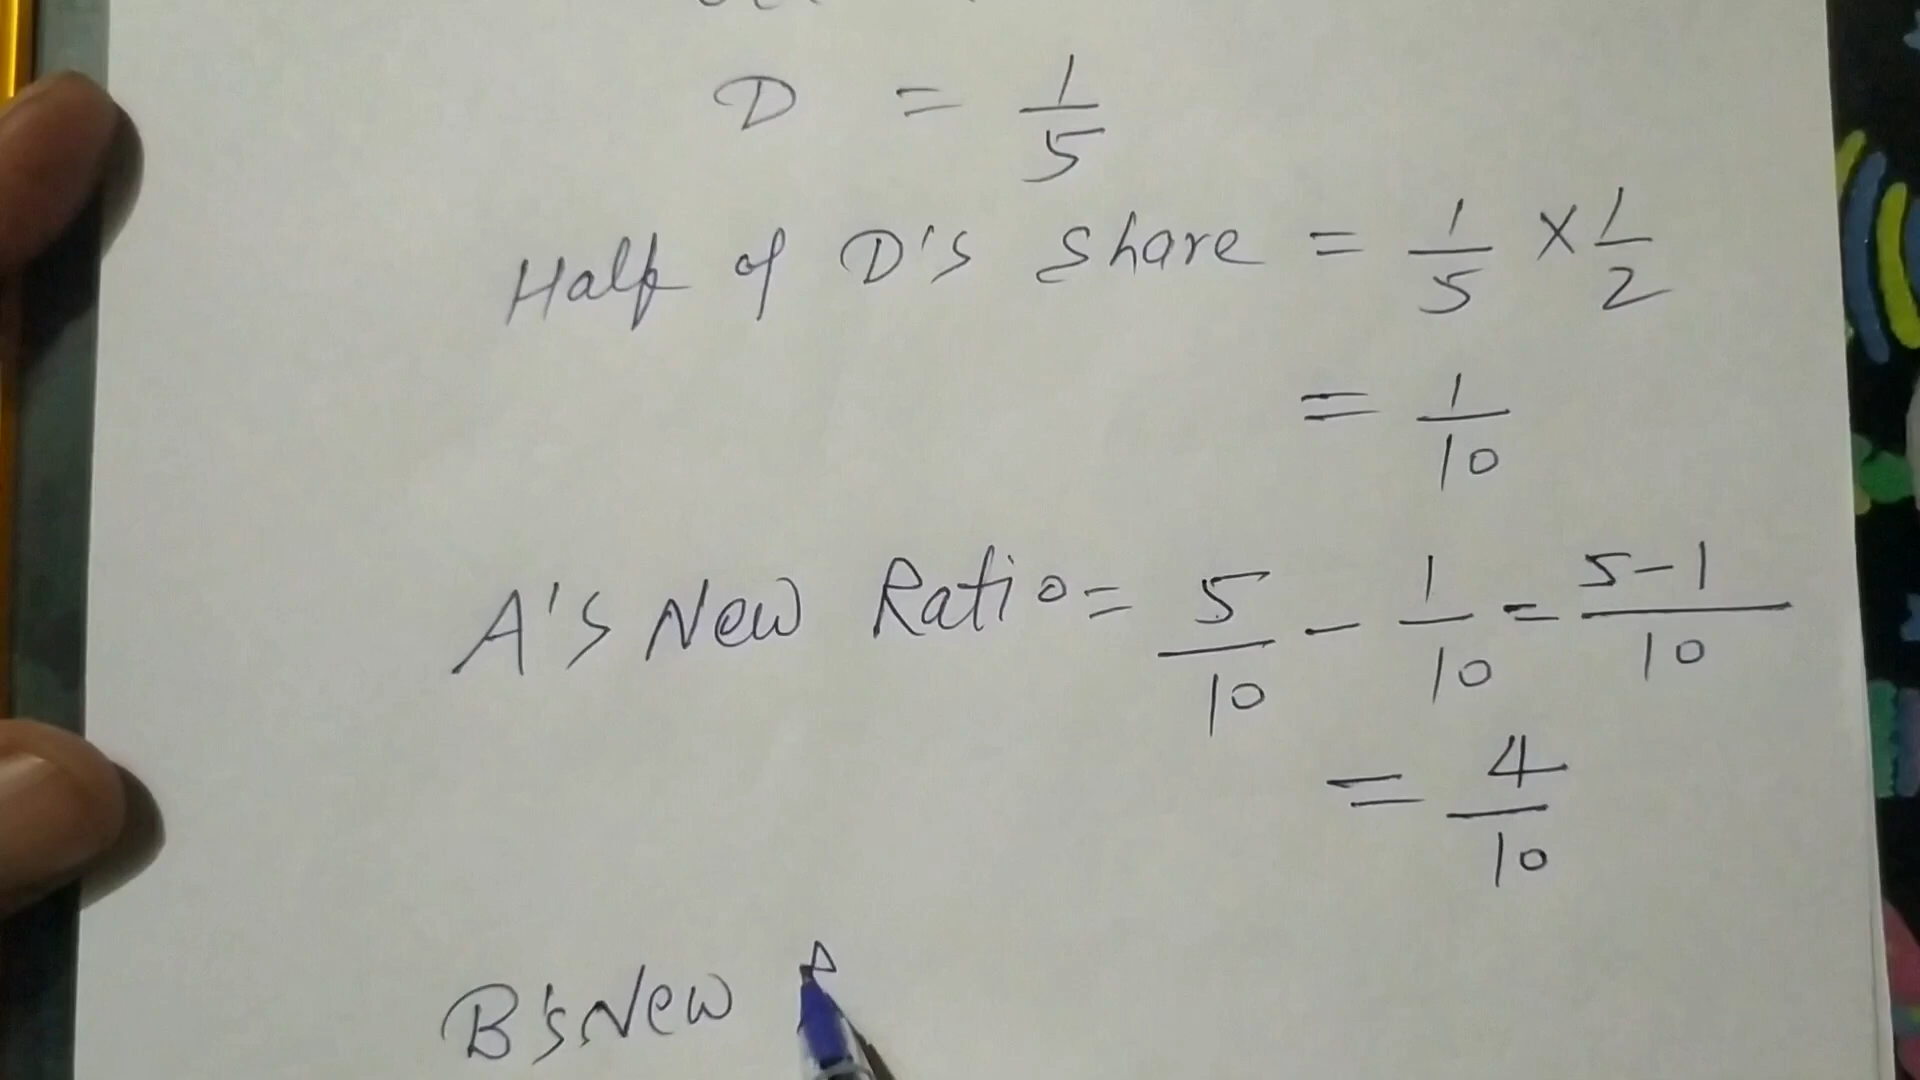 D = 1/5
Half of D's share = 1/5 × 1/2
= 1/10
A's New Ratio = 5/10 - 1/10 = 5-1/10
= 4/10
B's New